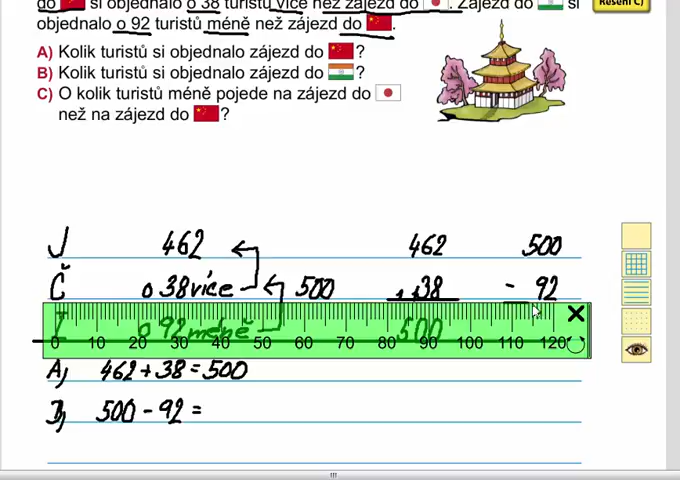 do si objednalo o 38 turistů více než zájezd do . Zájezd do si
Řešení C)
objednalo o 92 turistů méně než zájezd do .
A) Kolik turistů si objednalo zájezd do ?
B) Kolik turistů si objednalo zájezd do ?
C) O kolik turistů méně pojede na zájezd do
než na zájezd do ?
J 462 462 500
Č o 38 více 500 38 - 92
I o 92 méně 500
0 10 20 30 40 50 60 70 80 90 100 110 120
A) 462 + 38 = 500
B) 500 - 92 =